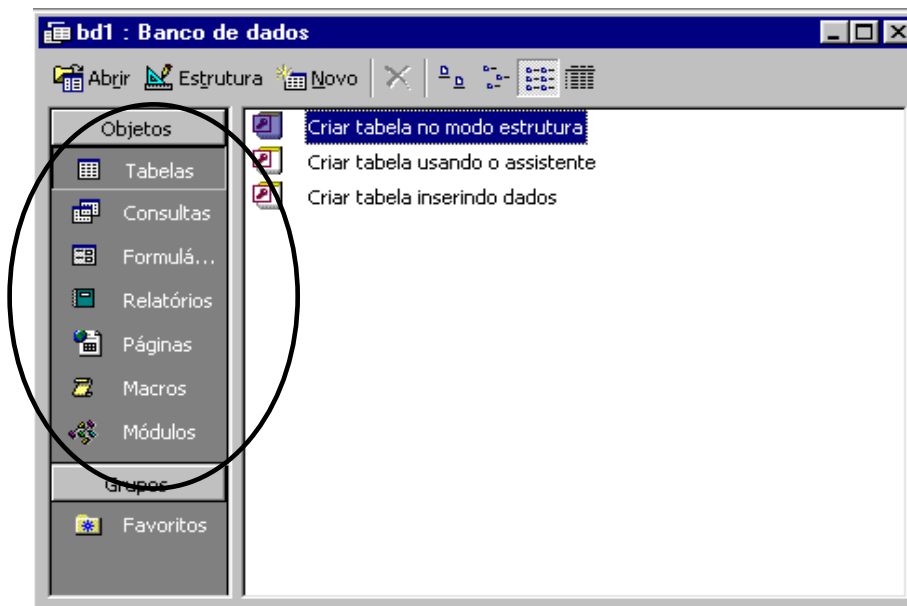 bd1 : Banco de dados
Abrir Estrutura Novo
Objetos
Tabelas
Consultas
Formulá...
Relatórios
Páginas
Macros
Módulos
Grupos
Favoritos
Criar tabela no modo estrutura
Criar tabela usando o assistente
Criar tabela inserindo dados